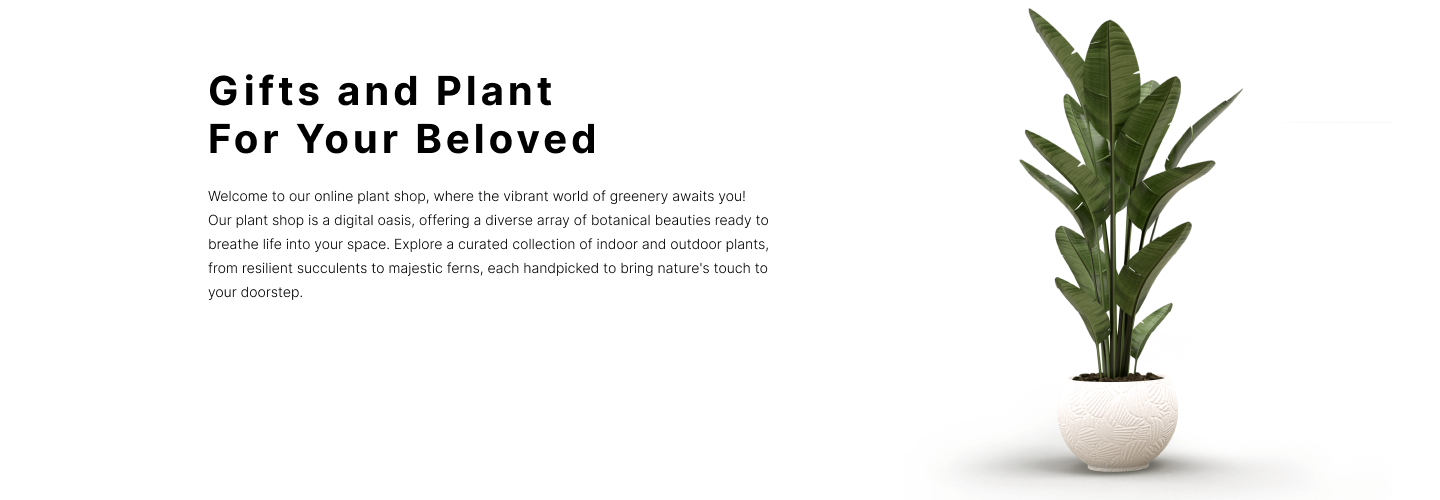 Gifts and Plant
For Your Beloved
Welcome to our online plant shop, where the vibrant world of greenery awaits you!
Our plant shop is a digital oasis, offering a diverse array of botanical beauties ready to
breathe life into your space. Explore a curated collection of indoor and outdoor plants,
from resilient succulents to majestic ferns, each handpicked to bring nature's touch to
your doorstep.